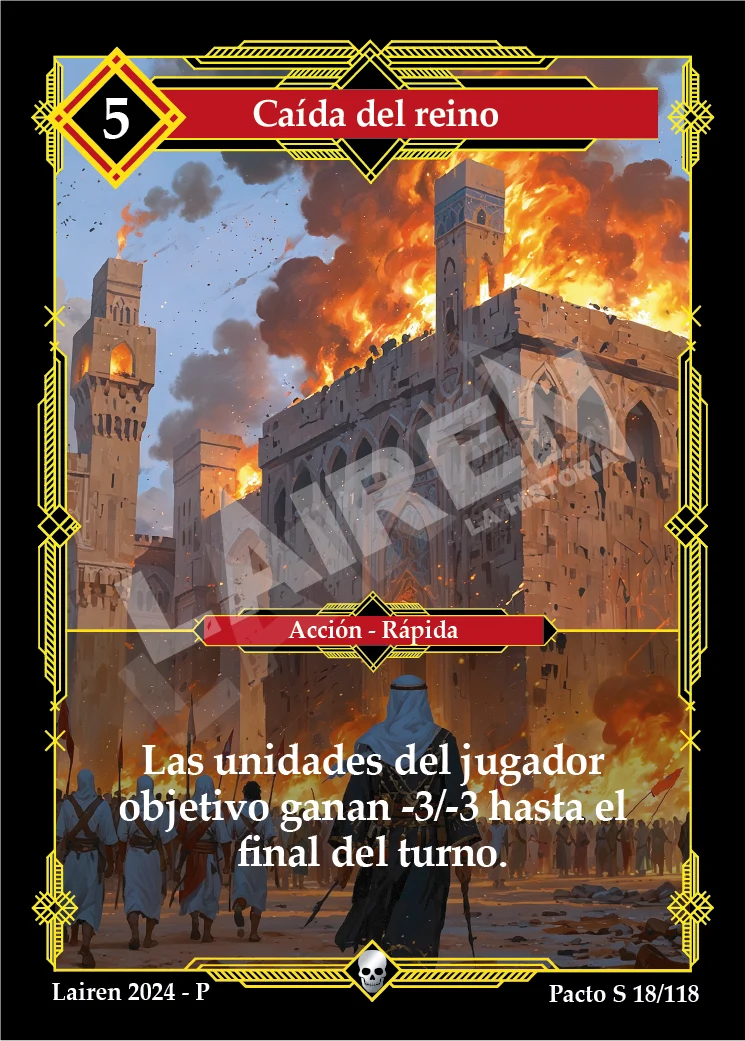 5
Caída del reino
LAIREN
LA HISTORIA
Acción - Rápida
Las unidades del jugador
objetivo ganan -3/-3 hasta el
final del turno.
Lairen 2024 - P
Pacto S 18/118